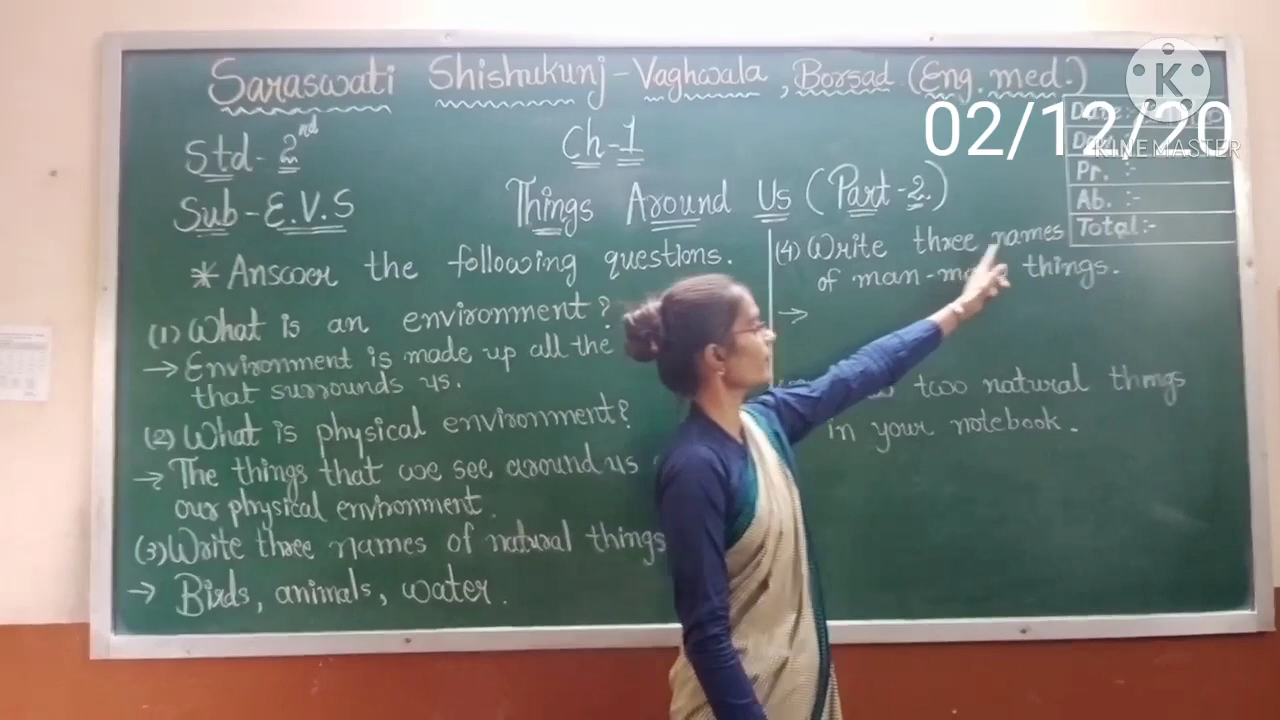 Saraswati Shishukunj - Vaghwala, Borsad (Eng. med.)
K
KINEMASTER
02/12/20
Date:-
Pr. :-
Ab. :-
Total:-
Std - 2nd
Sub - E.V.S
Ch-1
Things Around Us (Part-2.)
* Answer the following questions.
(1) What is an environment?
→ Environment is made up all the
that surrounds us.
(2) What is physical environment?
→ The things that we see around us
our physical environment.
(3) Write three names of natural things
→ Birds, animals, water.
(4) Write three names
of man-made things.
→
two natural things
in your notebook.